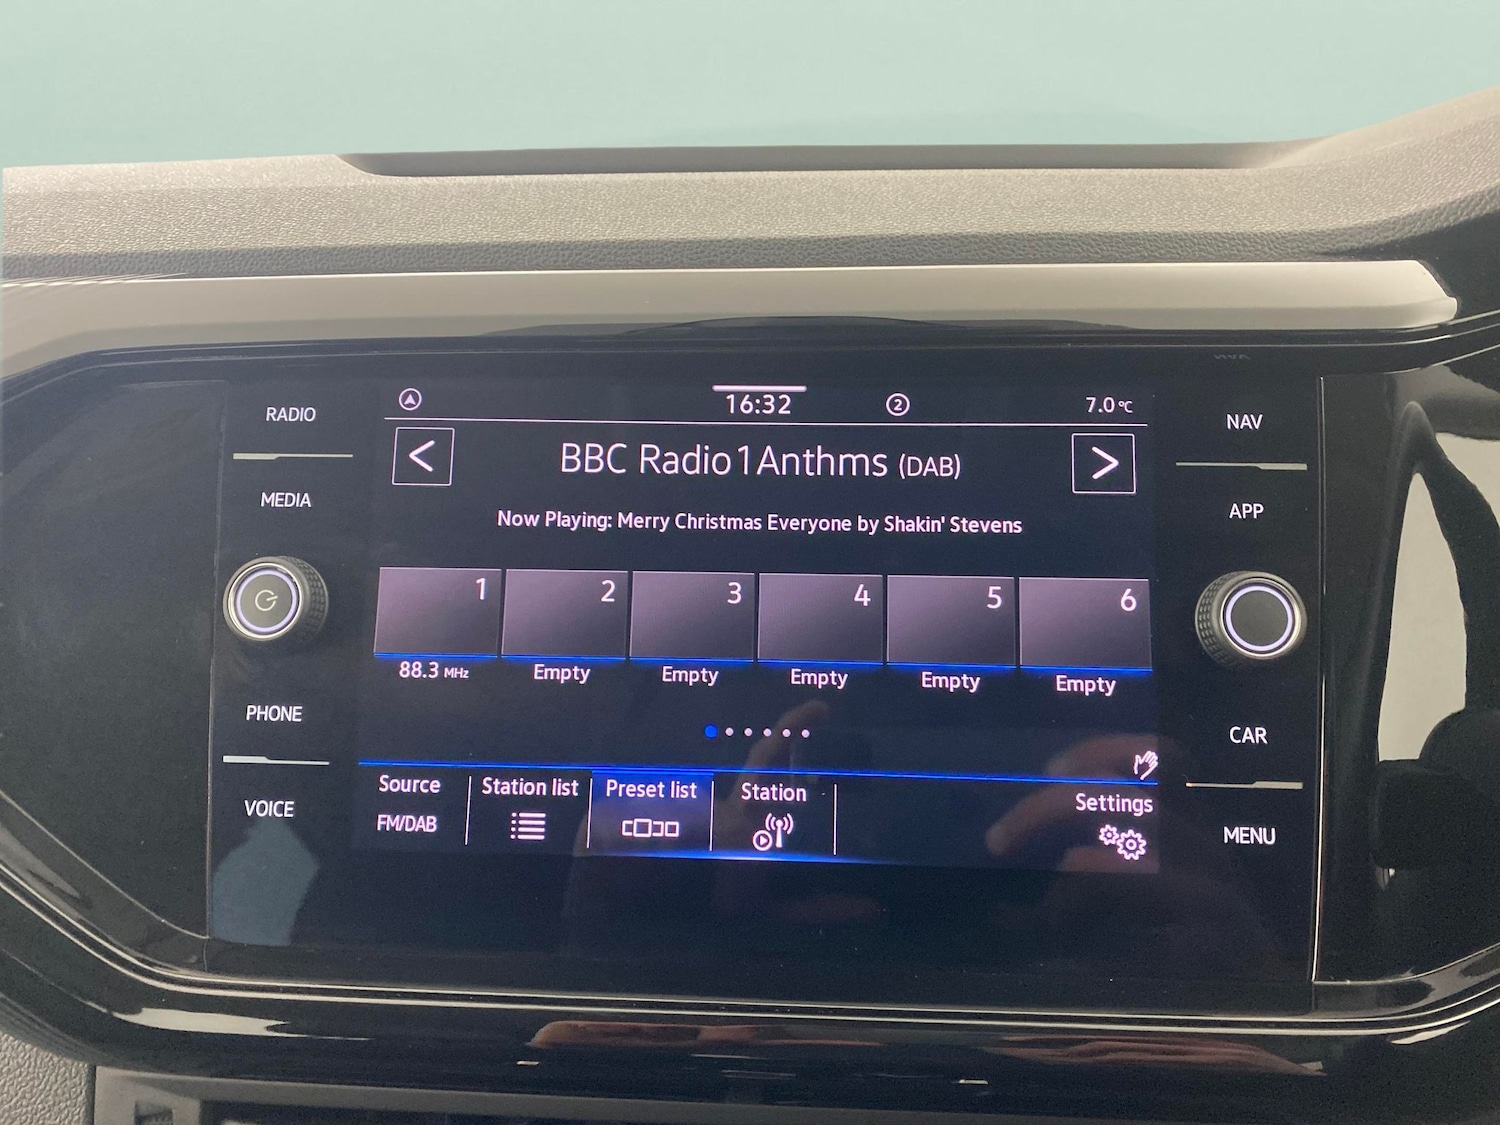 RADIO
MEDIA
PHONE
VOICE
16:32
2
7.0 °C
< BBC Radio 1 Anthms (DAB) >
Now Playing: Merry Christmas Everyone by Shakin' Stevens
1 2 3 4 5 6
88.3 MHz Empty Empty Empty Empty Empty
Source Station list Preset list Station Settings
FM/DAB
NAV
APP
CAR
MENU